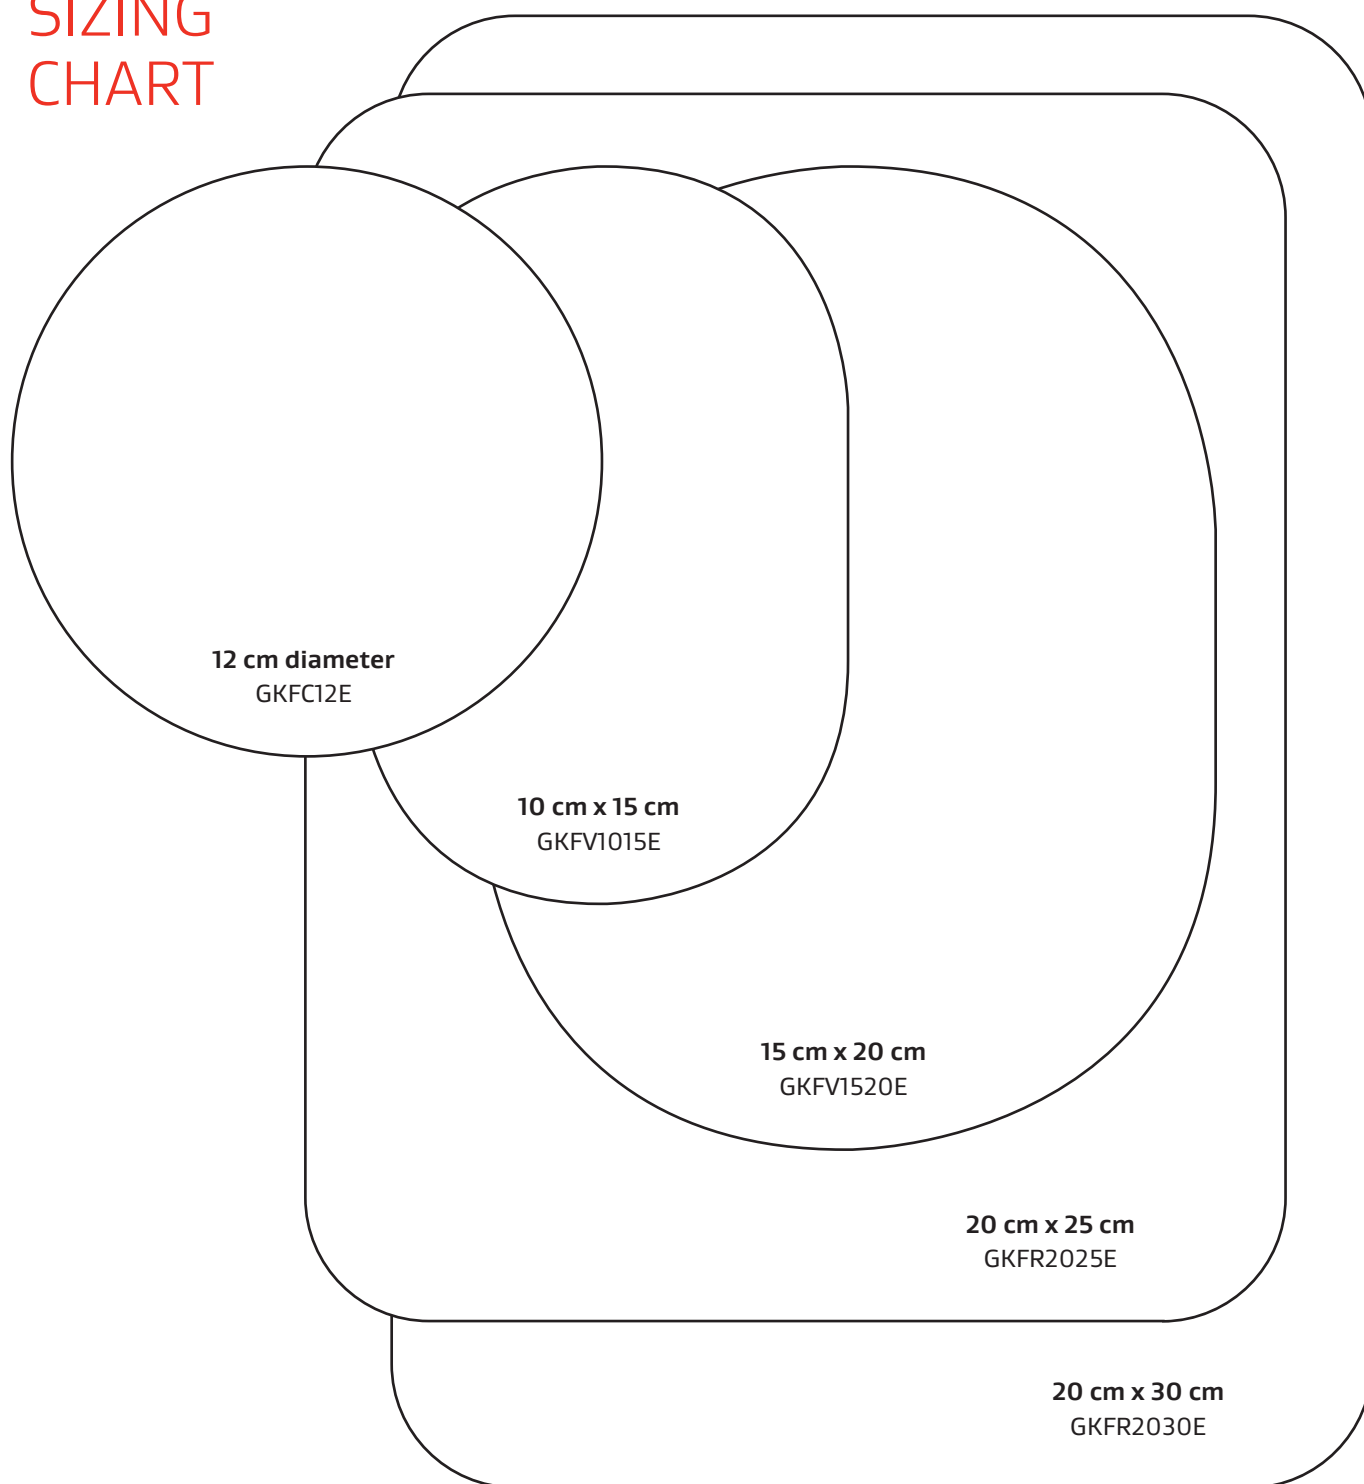 SIZING
CHART
12 cm diameter
GKFC12E
10 cm x 15 cm
GKFV1015E
15 cm x 20 cm
GKFV1520E
20 cm x 25 cm
GKFR2025E
20 cm x 30 cm
GKFR2030E